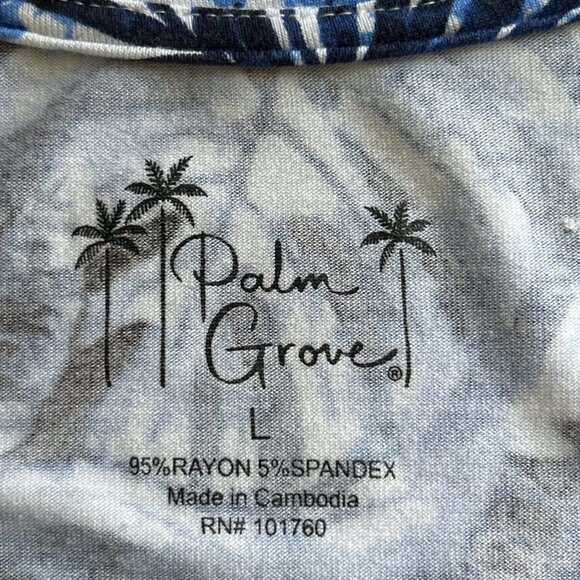 Palm
Grove®
L
95%RAYON 5%SPANDEX
Made in Cambodia
RN# 101760